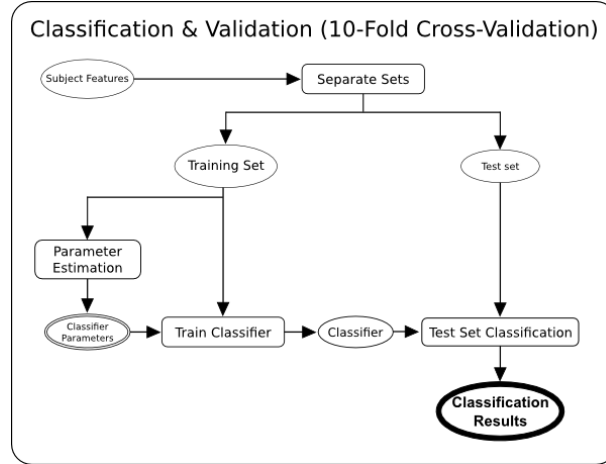 Classification & Validation (10-Fold Cross-Validation)
Subject Features
Separate Sets
Training Set
Test set
Parameter
Estimation
Classifier
Parameters
Train Classifier
Classifier
Test Set Classification
Classification
Results